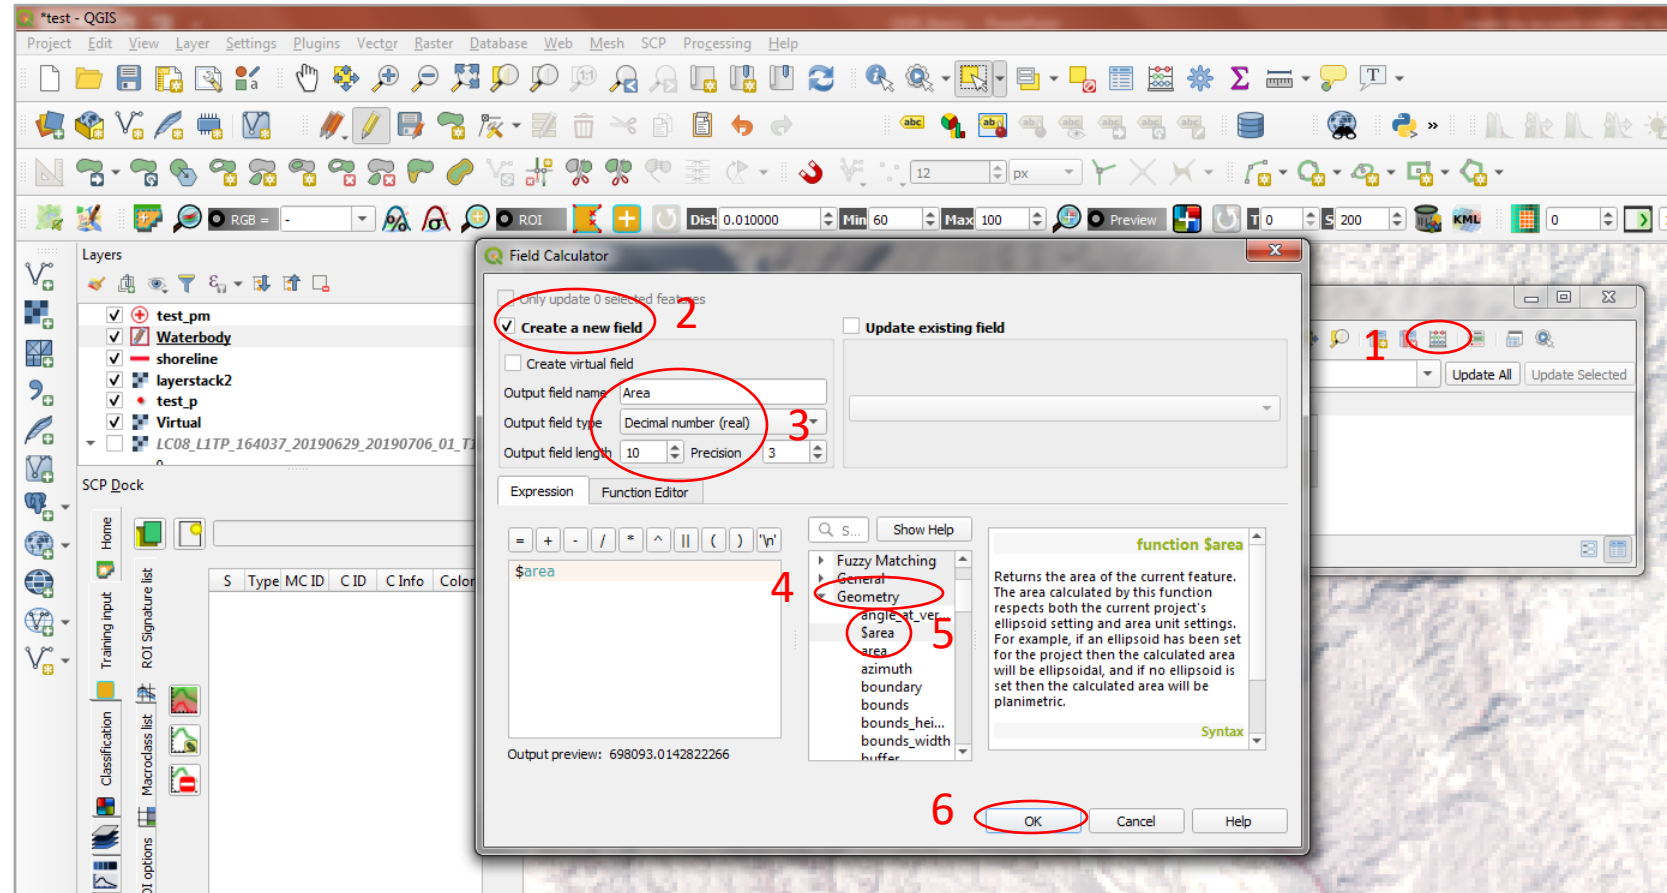 *test - QGIS
Project Edit View Layer Settings Plugins Vector Raster Database Web Mesh SCP Processing Help
1:1
T
abc
ab
12 px
RGB = -
ROI
Dist 0.010000
Min 60
Max 100
Preview
T 0
S 200
KML
0
Layers
test_pm
Waterbody
shoreline
layerstack2
test_p
Virtual
LC08_L1TP_164037_20190629_20190706_01_T1
SCP Dock
Home
Training input
Classification
ROI Signature list
Macroclass list
S Type MC ID C ID C Info Color
Field Calculator
Only update 0 selected features
Create a new field
2
Update existing field
Create virtual field
Output field name Area
Output field type Decimal number (real)
3
Output field length 10 Precision 3
Expression Function Editor
= + - / * ^ || ( ) '\n'
$area
Output preview: 698093.0142822266
S... Show Help
Fuzzy Matching
General
4
Geometry
angle_at_ver...
$area
5
area
azimuth
boundary
bounds
bounds_hei...
bounds_width
buffer
function $area
Returns the area of the current feature.
The area calculated by this function
respects both the current project's
ellipsoid setting and area unit settings.
For example, if an ellipsoid has been set
for the project then the calculated area
will be ellipsoidal, and if no ellipsoid is
set then the calculated area will be
planimetric.
Syntax
6
OK Cancel Help
1
Update All Update Selected